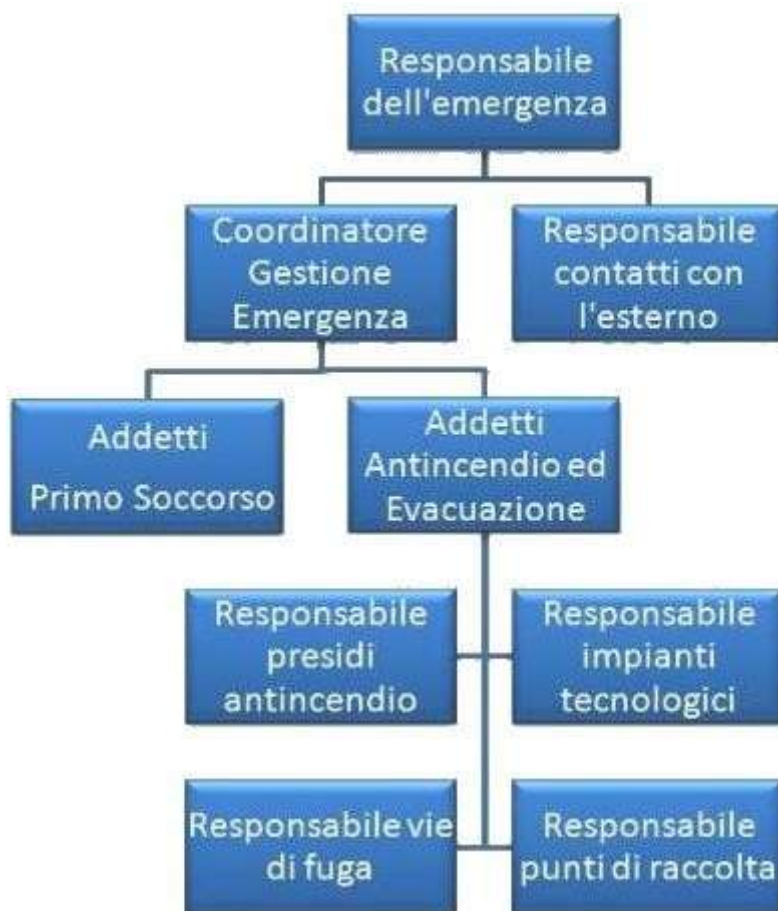 Responsabile
dell'emergenza
Coordinatore
Gestione
Emergenza
Responsabile
contatti con
l'esterno
Addetti
Primo Soccorso
Addetti
Antincendio ed
Evacuazione
Responsabile
presidi
antincendio
Responsabile
impianti
tecnologici
Responsabile vie
di fuga
Responsabile
punti di raccolta